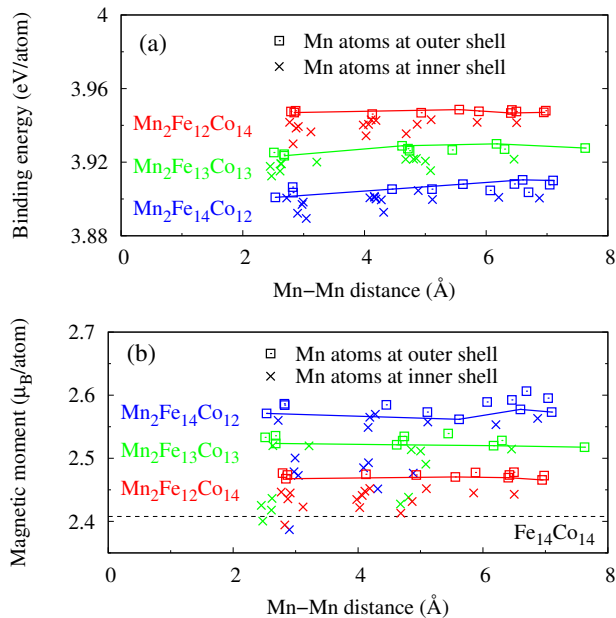 4
(a)
Mn atoms at outer shell
Mn atoms at inner shell
3.96
Mn₂Fe₁₂Co₁₄
3.92
Mn₂Fe₁₃Co₁₃
Mn₂Fe₁₄Co₁₂
3.88
Binding energy (eV/atom)
0 2 4 6 8
Mn−Mn distance (Å)
2.7
(b)
Mn atoms at outer shell
Mn atoms at inner shell
2.6
Mn₂Fe₁₄Co₁₂
Mn₂Fe₁₃Co₁₃
2.5
Mn₂Fe₁₂Co₁₄
2.4
Fe₁₄Co₁₄
Magnetic moment (μ_B/atom)
0 2 4 6 8
Mn−Mn distance (Å)